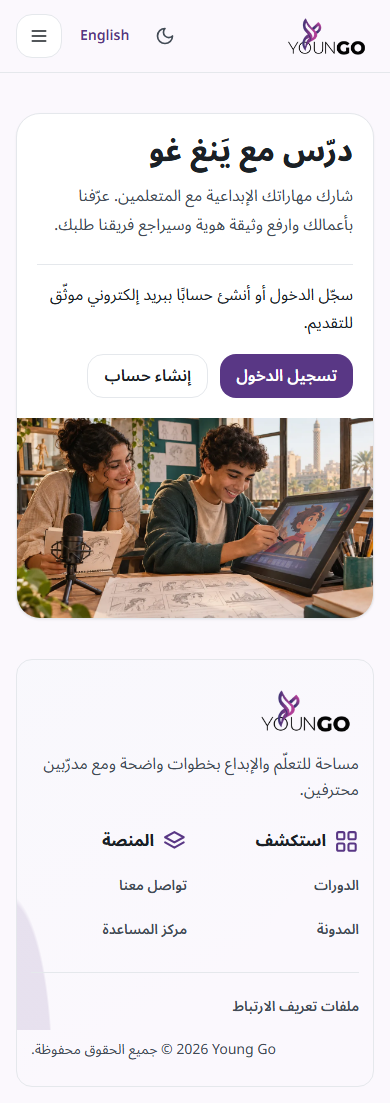 English
YOUNGO
درّس مع يَنغ غو
شارك مهاراتك الإبداعية مع المتعلمين. عرّفنا
بأعمالك وارفع وثيقة هوية وسيراجع فريقنا طلبك.
سجّل الدخول أو أنشئ حسابًا ببريد إلكتروني موثّق
للتقديم.
تسجيل الدخول
إنشاء حساب
YOUNGO
مساحة للتعلّم والإبداع بخطوات واضحة ومع مدرّبين
محترفين.
استكشف
المنصة
الدورات
تواصل معنا
المدونة
مركز المساعدة
ملفات تعريف الارتباط
Young Go 2026 © جميع الحقوق محفوظة.